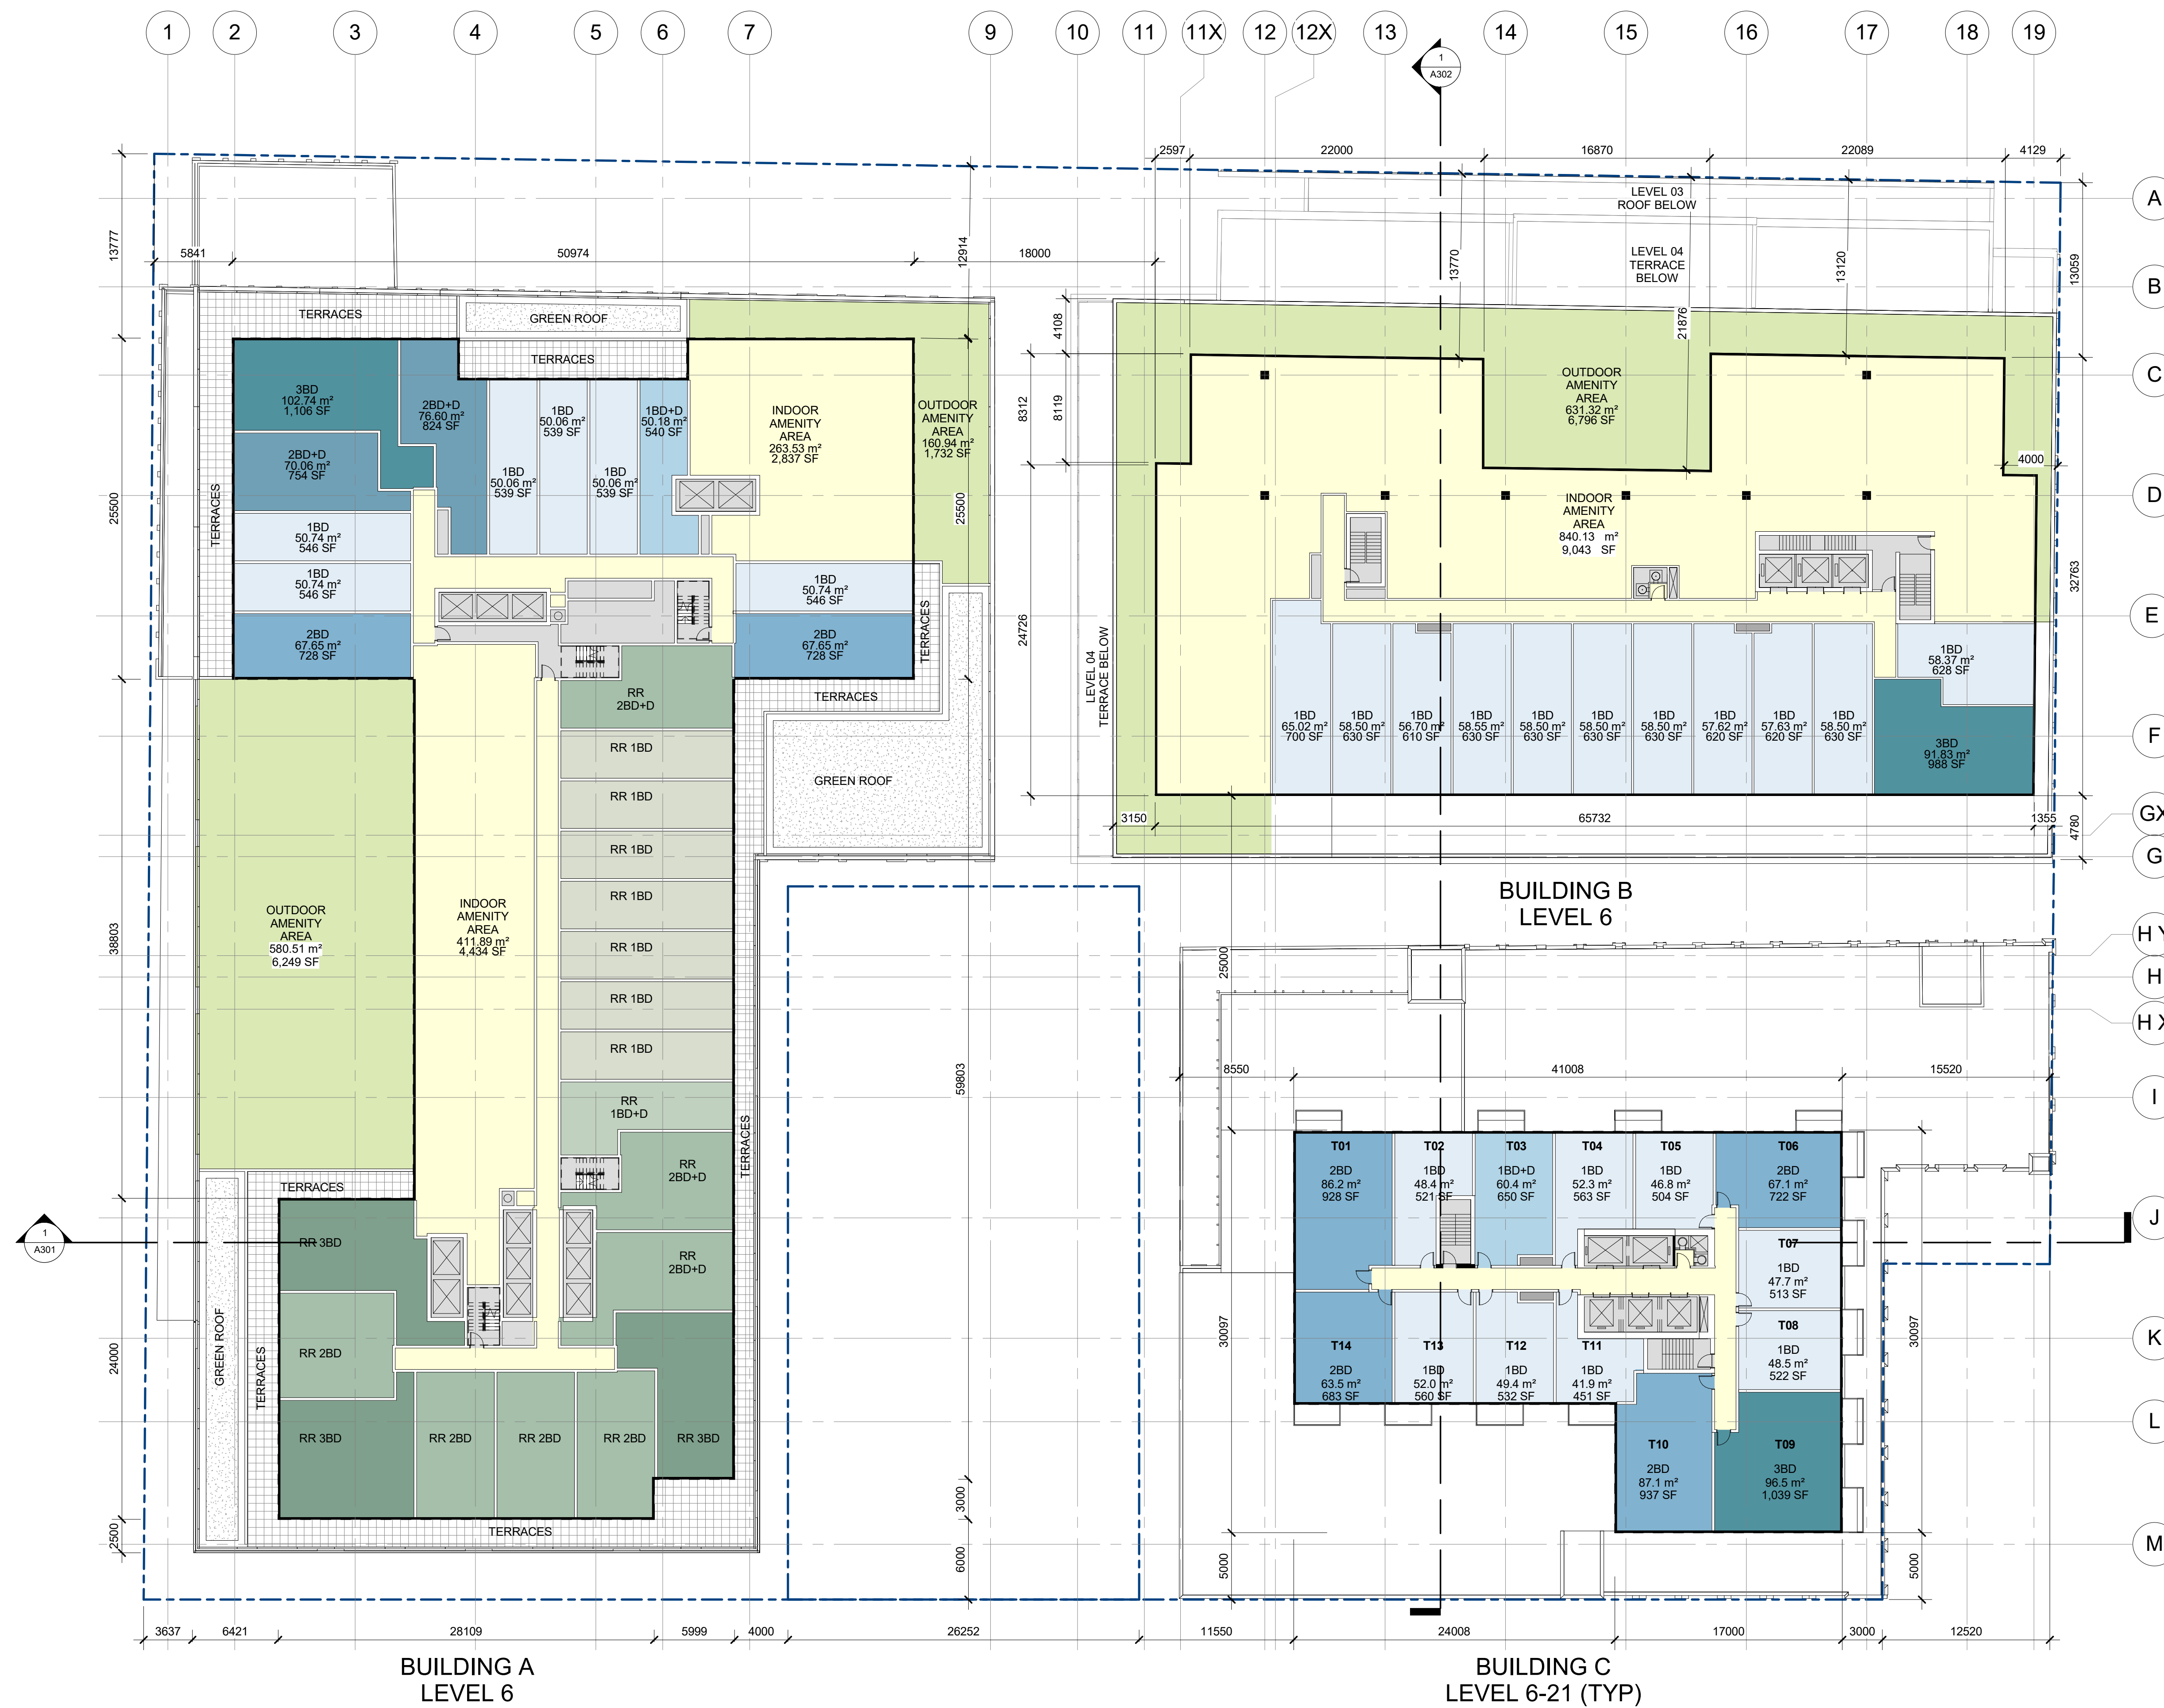 1 2 3 4 5 6 7 9 10 11 11X 12 12X 13 14 15 16 17 18 19
1
A302
2597 22000 16870 22089 4129
A
LEVEL 03
ROOF BELOW
13777
5841 50974 12914 18000
LEVEL 04
TERRACE
BELOW
13770
21876
13120
13059
B
TERRACES
GREEN ROOF
TERRACES
4108
8312
8119
C
3BD
102.74 m²
1,106 SF
2BD+D
76.60 m²
824 SF
1BD
50.06 m²
539 SF
1BD
50.06 m²
539 SF
1BD
50.06 m²
539 SF
1BD+D
50.18 m²
540 SF
INDOOR
AMENITY
AREA
263.53 m²
2,837 SF
OUTDOOR
AMENITY
AREA
160.94 m²
1,732 SF
OUTDOOR
AMENITY
AREA
631.32 m²
6,796 SF
4000
2BD+D
70.06 m²
754 SF
TERRACES
25500
25500
D
INDOOR
AMENITY
AREA
840.13 m²
9,043 SF
1BD
50.74 m²
546 SF
1BD
50.74 m²
546 SF
2BD
67.65 m²
728 SF
1BD
50.74 m²
546 SF
2BD
67.65 m²
728 SF
TERRACES
TERRACES
GREEN ROOF
32763
24726
E
LEVEL 04
TERRACE BELOW
1BD
58.37 m²
628 SF
1BD
65.02 m²
700 SF
1BD
58.50 m²
630 SF
1BD
56.70 m²
610 SF
1BD
58.55 m²
630 SF
1BD
58.50 m²
630 SF
1BD
58.50 m²
630 SF
1BD
58.50 m²
630 SF
1BD
57.62 m²
620 SF
1BD
57.63 m²
620 SF
1BD
58.50 m²
630 SF
3BD
91.83 m²
988 SF
F
3150 65732 1355
4780
GX
G
BUILDING B
LEVEL 6
RR
2BD+D
RR 1BD
RR 1BD
RR 1BD
RR 1BD
RR 1BD
RR 1BD
RR 1BD
RR
1BD+D
RR
2BD+D
RR
2BD+D
OUTDOOR
AMENITY
AREA
580.51 m²
6,249 SF
INDOOR
AMENITY
AREA
411.89 m²
4,434 SF
38803
59803
TERRACES
25000
H Y
H
H X
8550 41008 15520
I
T01
2BD
86.2 m²
928 SF
T02
1BD
48.4 m²
521 SF
T03
1BD+D
60.4 m²
650 SF
T04
1BD
52.3 m²
563 SF
T05
1BD
46.8 m²
504 SF
T06
2BD
67.1 m²
722 SF
J
TERRACES
1
A301
RR 3BD
RR 2BD
RR 3BD
RR 2BD
RR 2BD
RR 2BD
RR 3BD
GREEN ROOF
TERRACES
TERRACES
24000
2500
3000
6000
T07
1BD
47.7 m²
513 SF
T08
1BD
48.5 m²
522 SF
30097
30097
K
T14
2BD
63.5 m²
683 SF
T13
1BD
52.0 m²
560 SF
T12
1BD
49.4 m²
532 SF
T11
1BD
41.9 m²
451 SF
L
T10
2BD
87.1 m²
937 SF
T09
3BD
96.5 m²
1,039 SF
5000
5000
M
3637 6421 28109 5999 4000 26252 11550 24008 17000 3000 12520
BUILDING A
LEVEL 6
BUILDING C
LEVEL 6-21 (TYP)